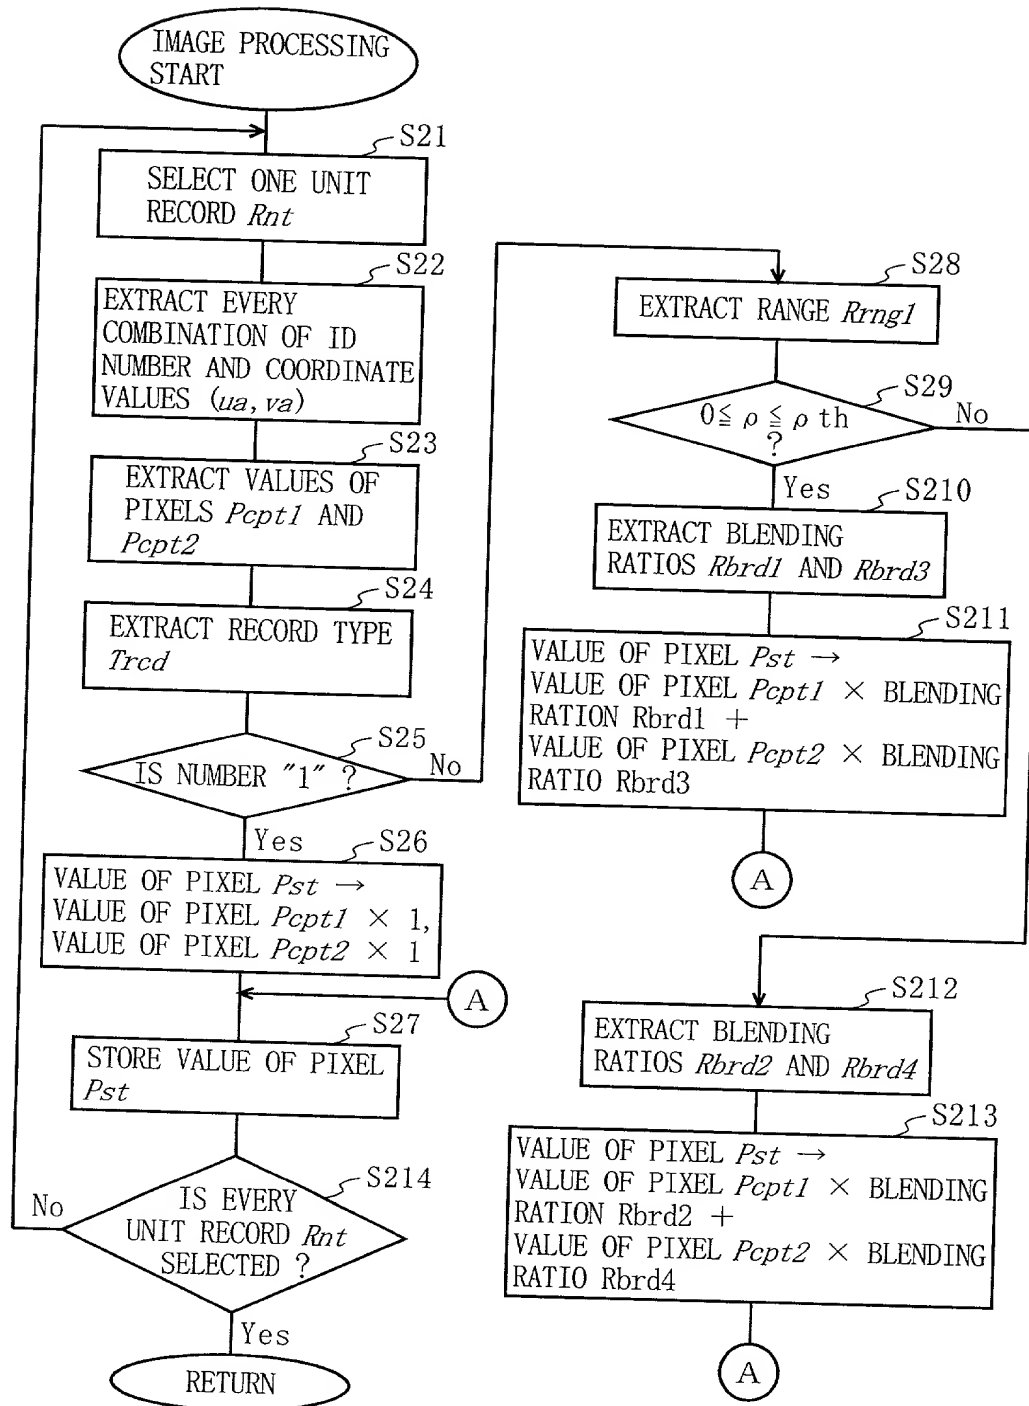 IMAGE PROCESSING
START
S21
SELECT ONE UNIT
RECORD Rnt
S22
EXTRACT EVERY
COMBINATION OF ID
NUMBER AND COORDINATE
VALUES (ua, va)
S23
EXTRACT VALUES OF
PIXELS Pcpt1 AND
Pcpt2
S24
EXTRACT RECORD TYPE
Trcd
S25
IS NUMBER "1" ?
No
Yes
S26
VALUE OF PIXEL Pst →
VALUE OF PIXEL Pcpt1 × 1,
VALUE OF PIXEL Pcpt2 × 1
A
S27
STORE VALUE OF PIXEL
Pst
S214
IS EVERY
UNIT RECORD Rnt
SELECTED ?
No
Yes
RETURN
S28
EXTRACT RANGE Rrng1
S29
0≦ ρ ≦ ρ th
?
No
Yes
S210
EXTRACT BLENDING
RATIOS Rbrd1 AND Rbrd3
S211
VALUE OF PIXEL Pst →
VALUE OF PIXEL Pcpt1 × BLENDING
RATION Rbrd1 +
VALUE OF PIXEL Pcpt2 × BLENDING
RATIO Rbrd3
A
S212
EXTRACT BLENDING
RATIOS Rbrd2 AND Rbrd4
S213
VALUE OF PIXEL Pst →
VALUE OF PIXEL Pcpt1 × BLENDING
RATION Rbrd2 +
VALUE OF PIXEL Pcpt2 × BLENDING
RATIO Rbrd4
A